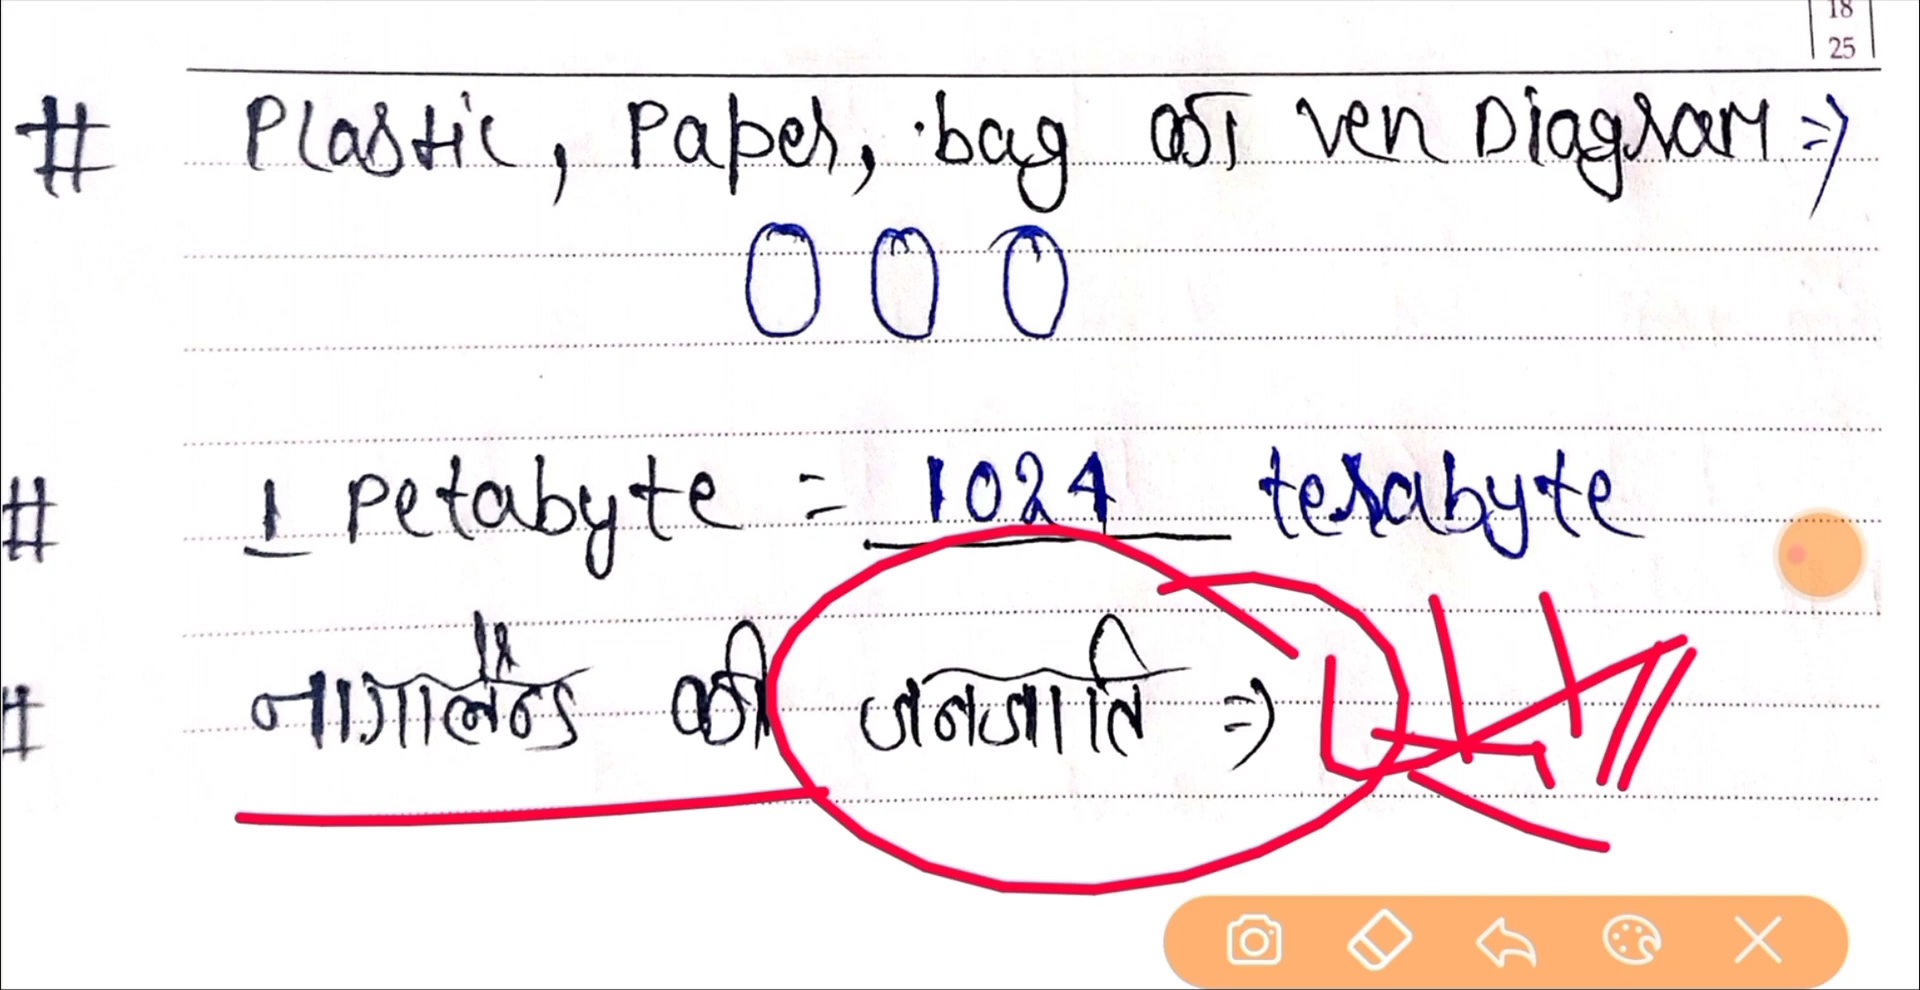 18
25
# Plastic, Paper, bag का ven Diagram ⇒
# 1 Petabyte = 1024 terabyte
# नागालैंड की जनजाति ⇒